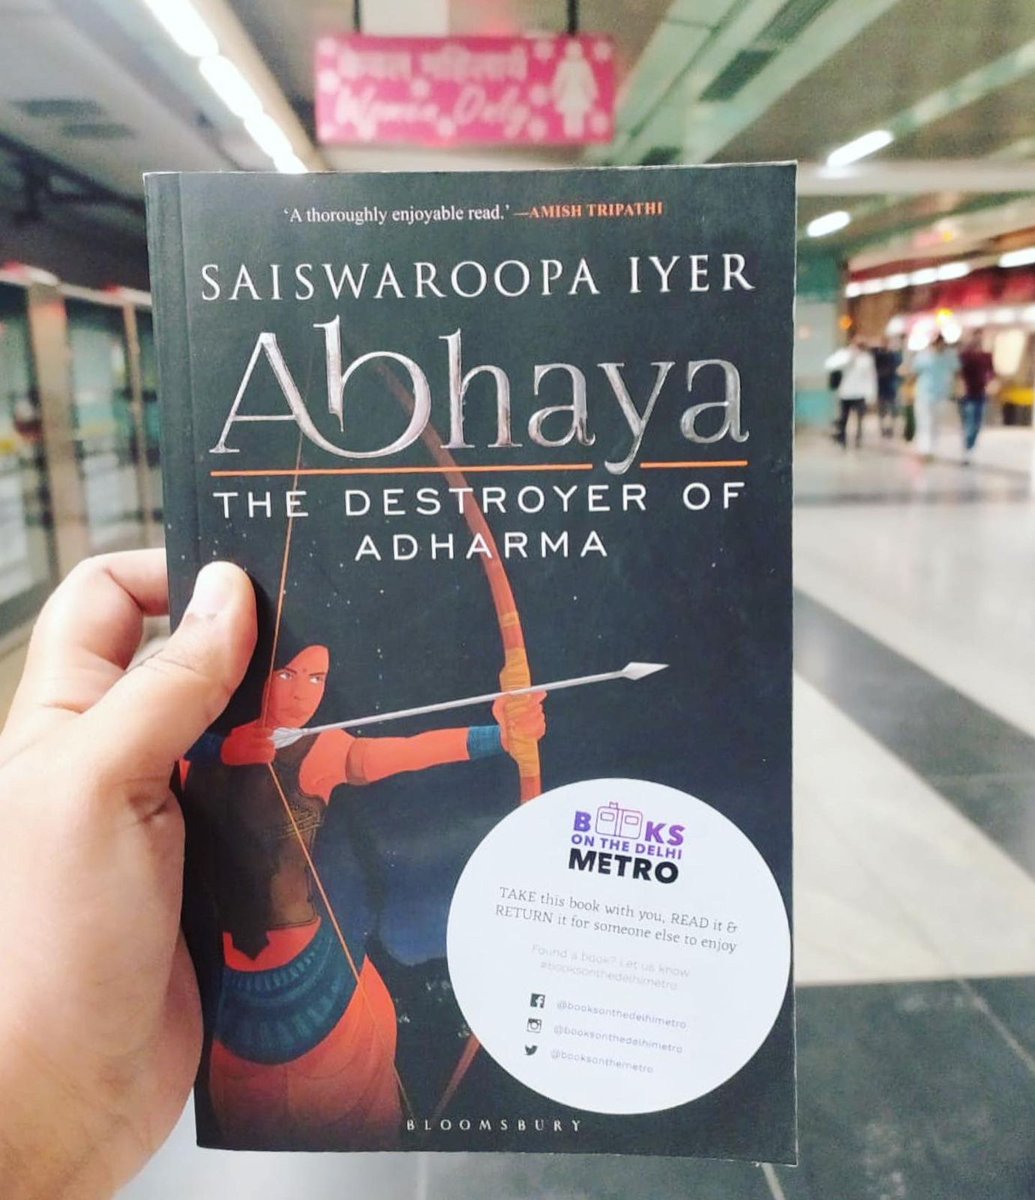 केवल महिलायें
Women Only
‘A thoroughly enjoyable read.’ —AMISH TRIPATHI
SAISWAROOPA IYER
Abhaya
THE DESTROYER OF
ADHARMA
BOOKS
ON THE DELHI
METRO
TAKE this book with you, READ it &
RETURN it for someone else to enjoy
Found a book? Let us know
#booksonthedelhimetro
@booksonthedelhimetro
@booksonthedelhimetro
@booksonthemetro
BLOOMSBURY